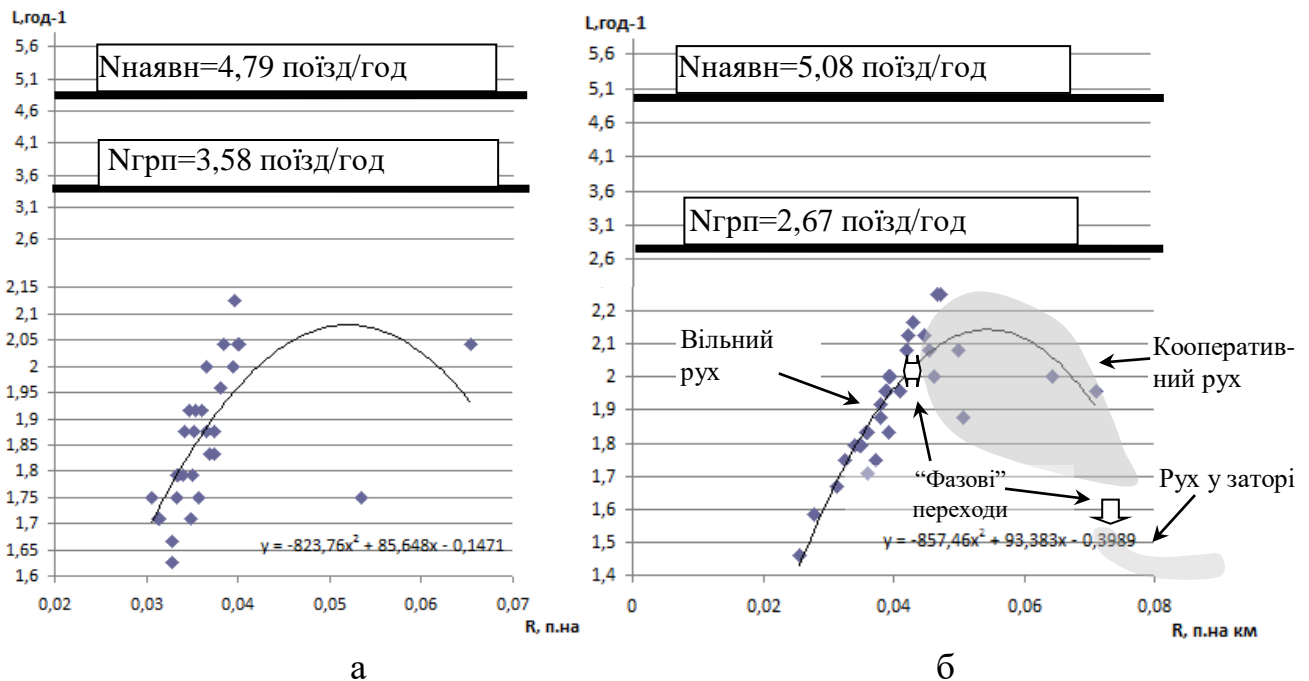 L,год-1
5,6
5,1
4,6
4,1
3,6
3,1
2,6
2,15
2,1
2,05
2
1,95
1,9
1,85
1,8
1,75
1,7
1,65
1,6
Nнаявн=4,79 поїзд/год
Nгрп=3,58 поїзд/год
y = -823,76x² + 85,648x - 0,1471
0,02 0,03 0,04 0,05 0,06 0,07
R, п.на
а
L,год-1
5,6
5,1
4,6
4,1
3,6
3,1
2,6
2,2
2,1
2
1,9
1,8
1,7
1,6
1,5
1,4
Nнаявн=5,08 поїзд/год
Nгрп=2,67 поїзд/год
Вільний
рух
Кооператив-
ний рух
“Фазові”
переходи
Рух у заторі
y = -857,46x² + 93,383x - 0,3989
0 0,02 0,04 0,06 0,08
R, п.на км
б